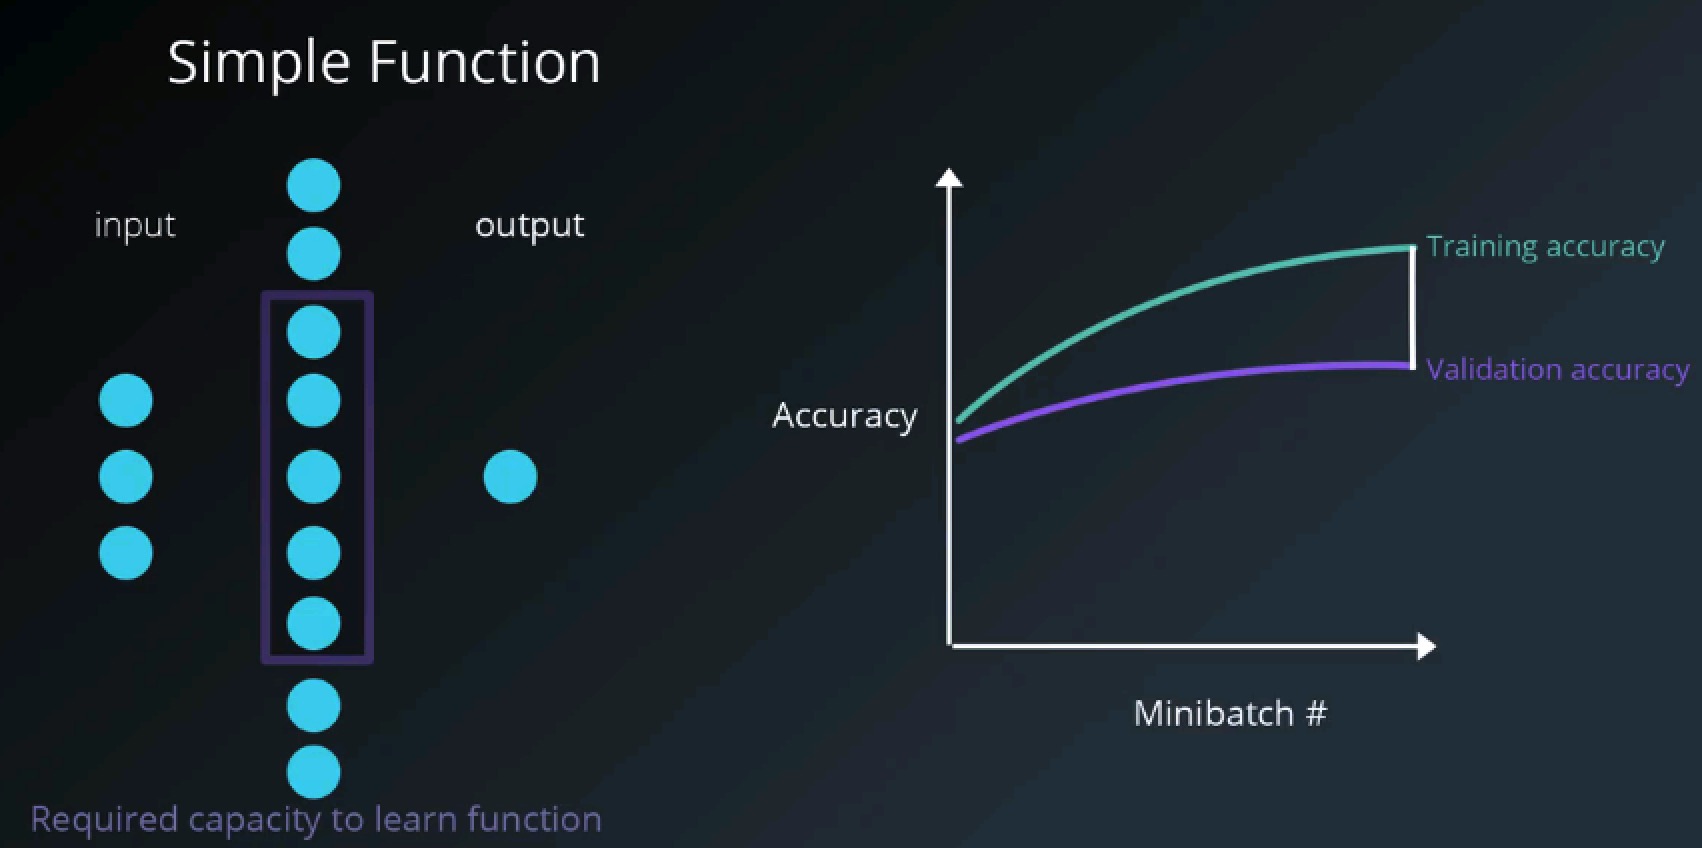 Simple Function
input
output
Required capacity to learn function
Training accuracy
Validation accuracy
Accuracy
Minibatch #